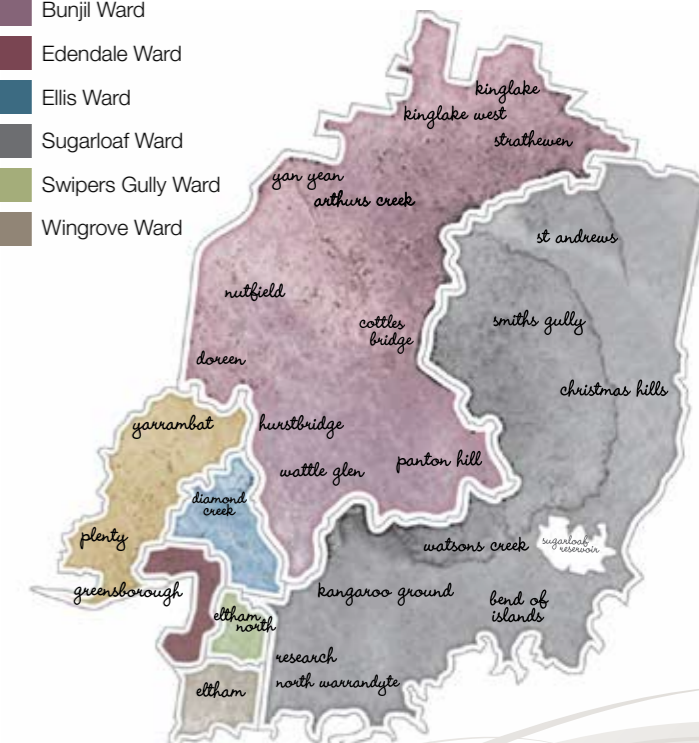 Bunjil Ward
Edendale Ward
Ellis Ward
Sugarloaf Ward
Swipers Gully Ward
Wingrove Ward
kinglake
kinglake west
strathewen
yan yean
arthurs creek
st andrews
nutfield
smiths gully
cottles
bridge
doreen
christmas hills
yarrambat
hurstbridge
wattle glen
panton hill
diamond
creek
plenty
watsons creek
sugarloaf
reservoir
greensborough
kangaroo ground
bend of
islands
eltham
north
research
eltham
north warrandyte